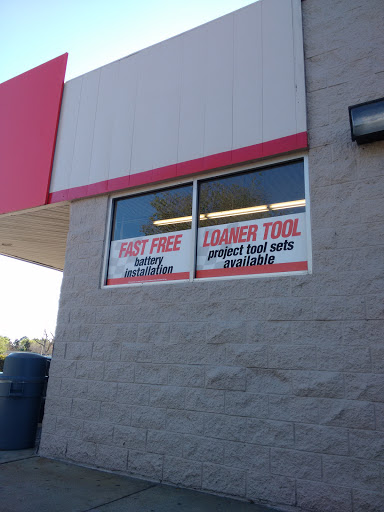 FAST FREE
battery
installation
LOANER TOOL
project tool sets
available